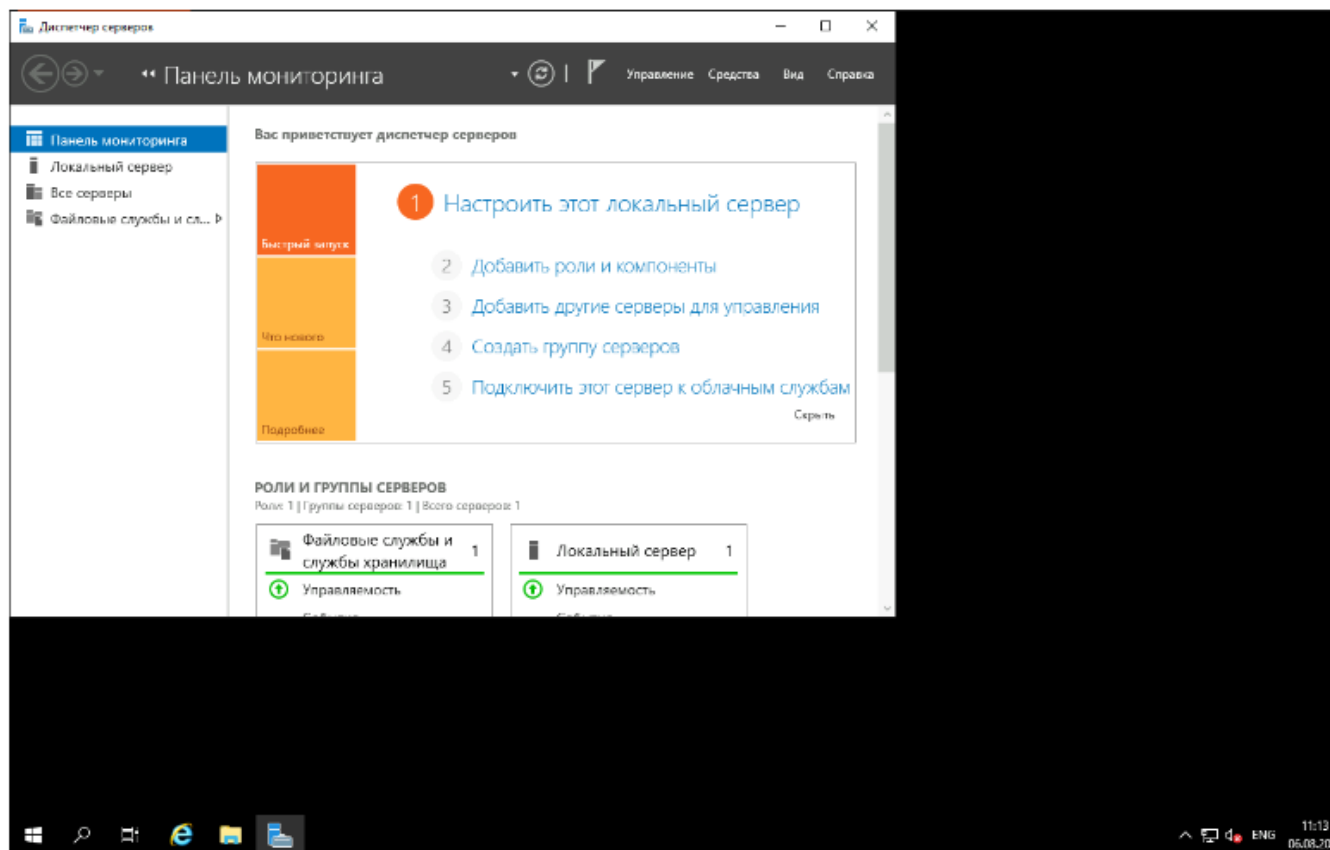 Диспетчер серверов
Панель мониторинга
Управление Средства Вид Справка
Панель мониторинга
Локальный сервер
Все серверы
Файловые службы и сл...
Вас приветствует диспетчер серверов
Быстрый запуск
Что нового
Подробнее
1 Настроить этот локальный сервер
2 Добавить роли и компоненты
3 Добавить другие серверы для управления
4 Создать группу серверов
5 Подключить этот сервер к облачным службам
Скрыть
РОЛИ И ГРУППЫ СЕРВЕРОВ
Роли: 1 | Группы серверов: 1 | Всего серверов: 1
Файловые службы и
службы хранилища 1
Управляемость
Локальный сервер 1
Управляемость
ENG
11:13
06.08.20